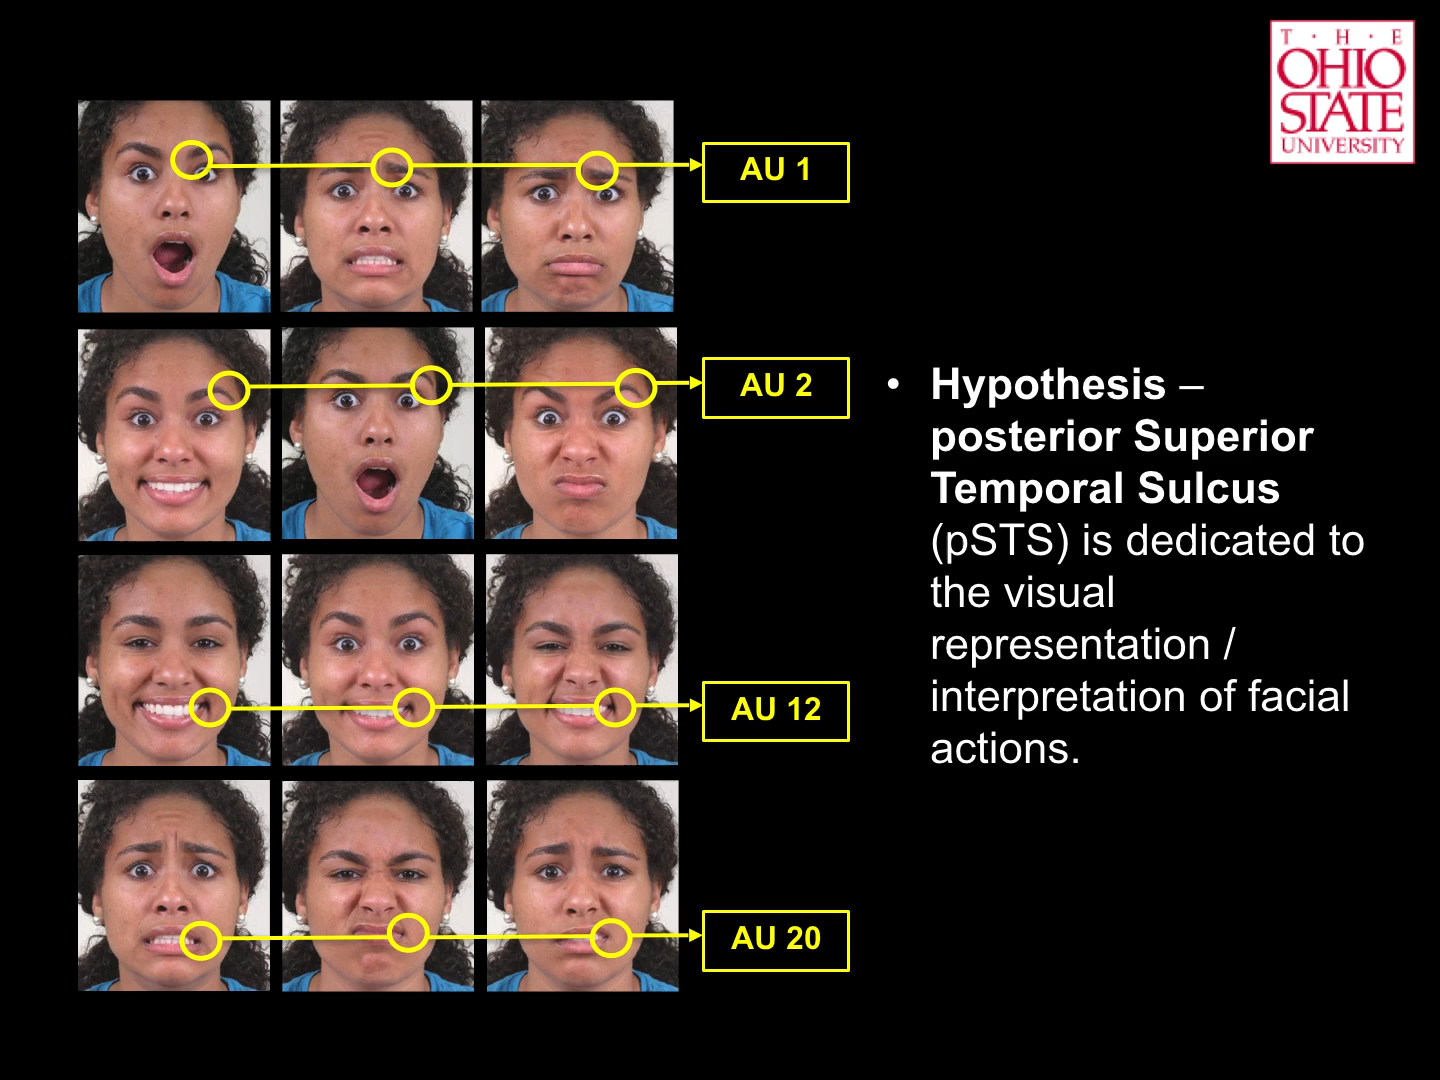 T · H · E
OHIO
STATE
UNIVERSITY
AU 1
AU 2
AU 12
AU 20
• Hypothesis –
posterior Superior
Temporal Sulcus
(pSTS) is dedicated to
the visual
representation /
interpretation of facial
actions.